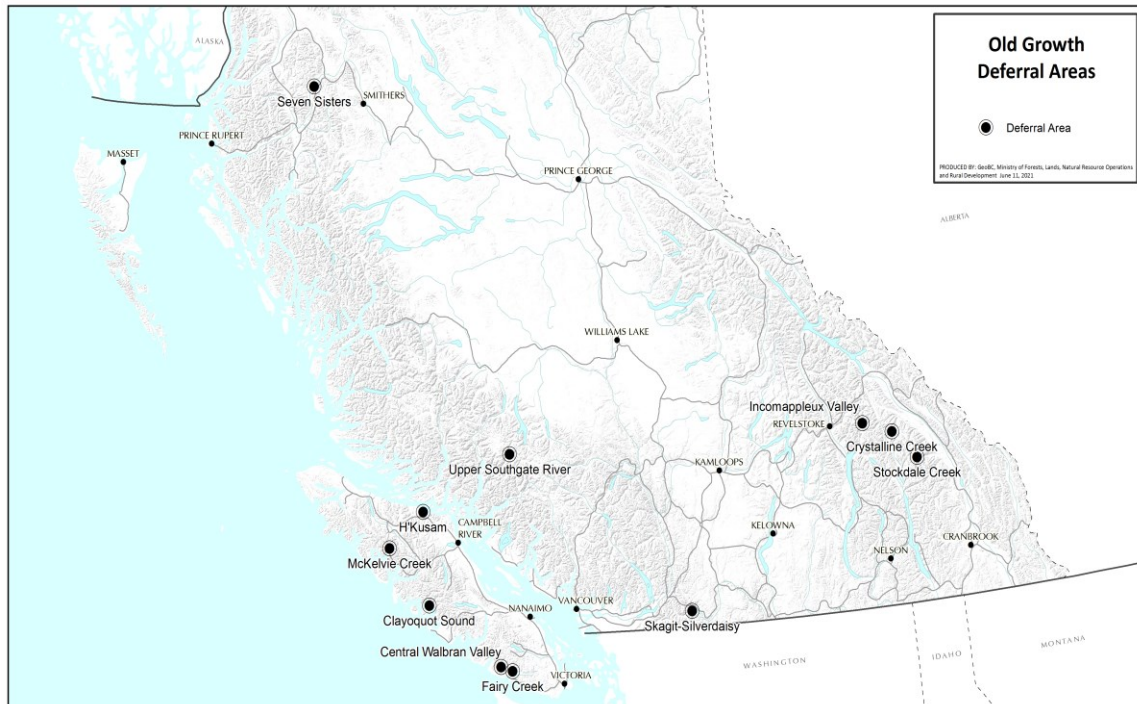 Old Growth
Deferral Areas
Deferral Area
PRODUCED BY: GeoBC, Ministry of Forests, Lands, Natural Resource Operations
and Rural Development June 11, 2021
ALASKA
Seven Sisters
SMITHERS
PRINCE RUPERT
MASSET
PRINCE GEORGE
ALBERTA
WILLIAMS LAKE
Incomappleux Valley
REVELSTOKE
Crystalline Creek
Stockdale Creek
Upper Southgate River
KAMLOOPS
H'Kusam
CAMPBELL
RIVER
KELOWNA
CRANBROOK
McKelvie Creek
NELSON
Clayoquot Sound
NANAIMO
VANCOUVER
Skagit-Silverdaisy
Central Walbran Valley
Fairy Creek
VICTORIA
WASHINGTON
IDAHO
MONTANA